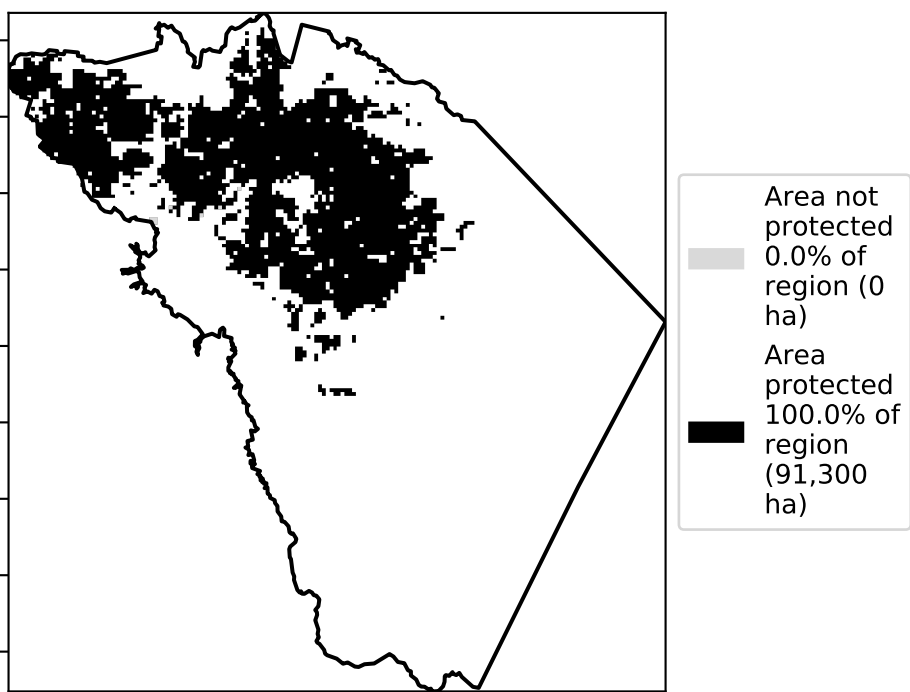 Area not
protected
0.0% of
region (0
ha)
Area
protected
100.0% of
region
(91,300
ha)